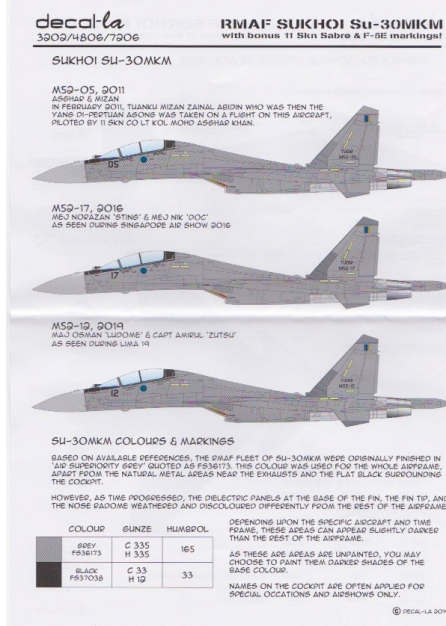 decal-la
3202/4806/7206
RMAF SUKHOI Su-30MKM
with bonus 11 Skn Sabre & F-5E markings!
SUKHOI SU-30MKM
M52-05, 2011
ASGHAR & MIZAN
IN FEBRUARY 2011, TUANKU MIZAN ZAINAL ABIDIN WHO WAS THEN THE
YANG DI-PERTUAN AGONG WAS TAKEN ON A FLIGHT ON THIS AIRCRAFT,
PILOTED BY 11 SKN CO LT KOL MOHD ASGHAR KHAN.
05
TUDM
M52-05
M52-17, 2016
MEJ NORAZAN 'STING' & MEJ NIK 'DOC'
AS SEEN DURING SINGAPORE AIR SHOW 2016
17
TUDM
M52-17
M52-12, 2019
MAJ OSMAN 'LUDOME' & CAPT AMIRUL 'ZUTSU'
AS SEEN DURING LIMA 19
12
TUDM
M52-12
SU-30MKM COLOURS & MARKINGS
BASED ON AVAILABLE REFERENCES, THE RMAF FLEET OF SU-30MKM WERE ORIGINALLY FINISHED IN
'AIR SUPERIORITY GREY' QUOTED AS FS36173. THIS COLOUR WAS USED FOR THE WHOLE AIRFRAME,
APART FROM THE NATURAL METAL AREAS NEAR THE EXHAUSTS AND THE FLAT BLACK SURROUNDING
THE COCKPIT.
HOWEVER, AS TIME PROGRESSED, THE DIELECTRIC PANELS AT THE BASE OF THE FIN, THE FIN TIP, AND
THE NOSE RADOME WEATHERED AND DISCOLOURED DIFFERENTLY FROM THE REST OF THE AIRFRAME
COLOUR GUNZE HUMBROL
GREY
FS36173
C 335
H 335
165
BLACK
FS37038
C 33
H 12
33
DEPENDING UPON THE SPECIFIC AIRCRAFT AND TIME
FRAME, THESE AREAS CAN APPEAR SLIGHTLY DARKER
THAN THE REST OF THE AIRFRAME.
AS THESE ARE AREAS ARE UNPAINTED, YOU MAY
CHOOSE TO PAINT THEM DARKER SHADES OF THE
BASE COLOUR.
NAMES ON THE COCKPIT ARE OFTEN APPLIED FOR
SPECIAL OCCATIONS AND AIRSHOWS ONLY.
© DECAL-LA 2019